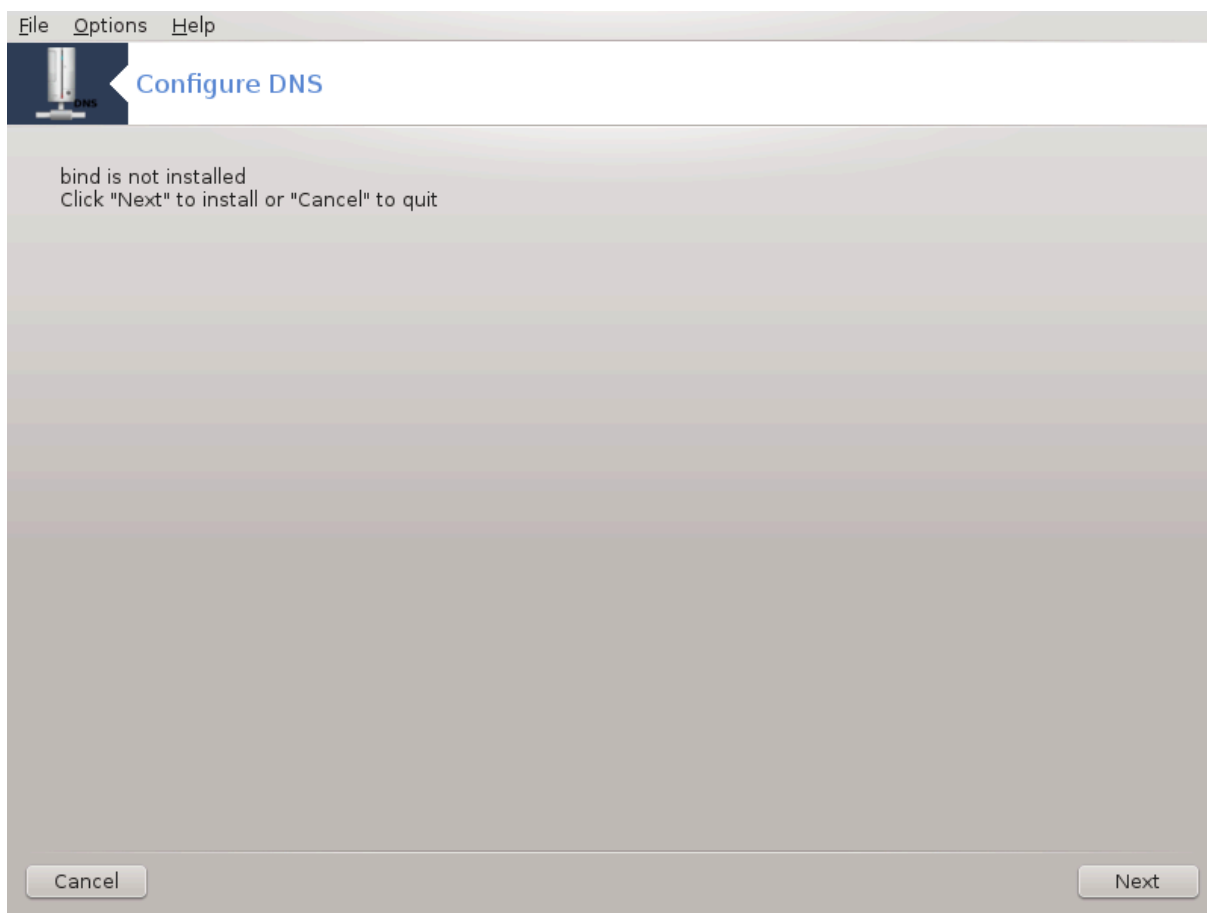 File Options Help
DNS
Configure DNS
bind is not installed
Click "Next" to install or "Cancel" to quit
Cancel
Next